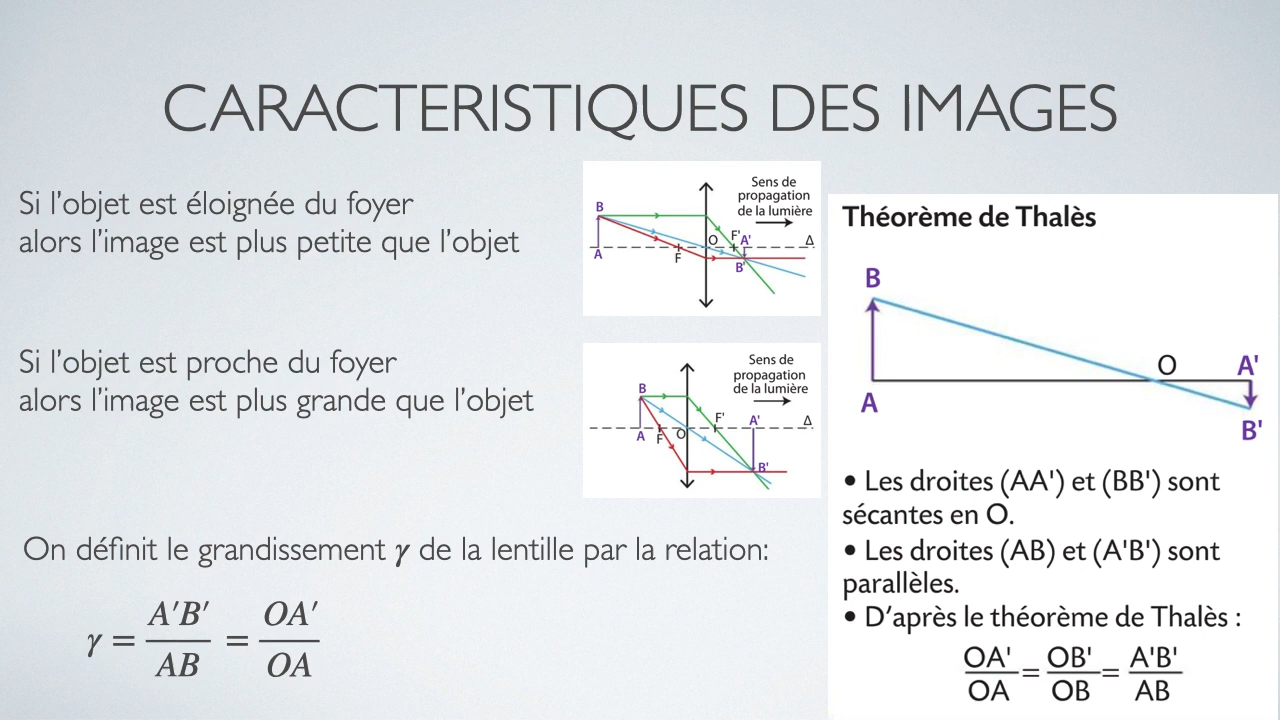 CARACTERISTIQUES DES IMAGES
Si l'objet est éloignée du foyer
alors l'image est plus petite que l'objet
Sens de
propagation
de la lumière
B
A
F
O
F'
A'
B'
Δ
Si l'objet est proche du foyer
alors l'image est plus grande que l'objet
Sens de
propagation
de la lumière
B
A
F
O
F'
A'
B'
Δ
On définit le grandissement γ de la lentille par la relation:
γ = A'B' / AB = OA' / OA
Théorème de Thalès
B
O
A'
A
B'
• Les droites (AA') et (BB') sont
sécantes en O.
• Les droites (AB) et (A'B') sont
parallèles.
• D'après le théorème de Thalès :
OA' / OA = OB' / OB = A'B' / AB